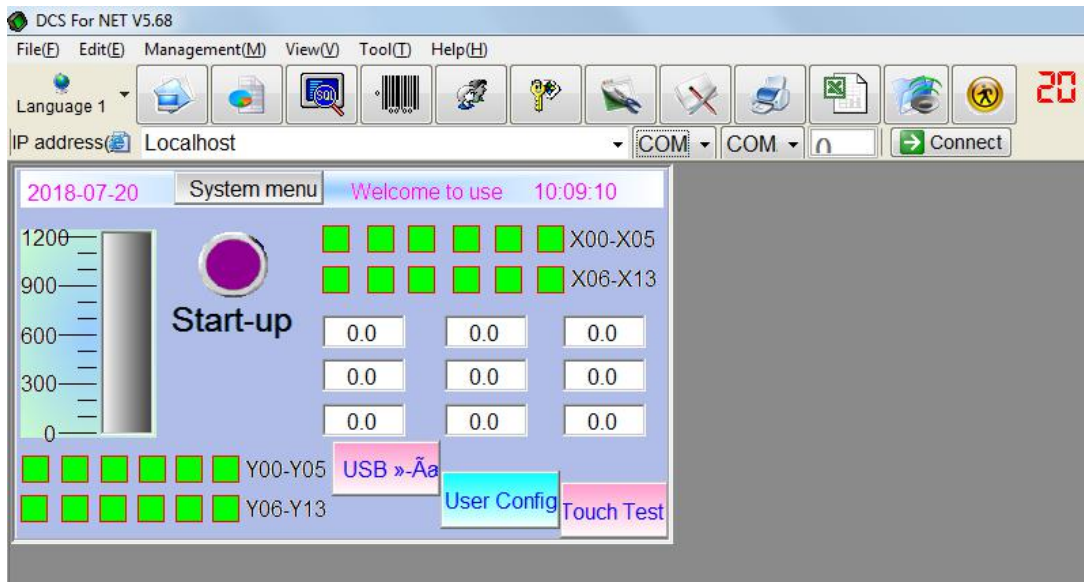 DCS For NET V5.68
File(F) Edit(E) Management(M) View(V) Tool(T) Help(H)
Language 1
SQL
20
IP address( Localhost COM COM 0 Connect
2018-07-20 System menu Welcome to use 10:09:10
1200
900
600
300
0
X00-X05
X06-X13
Start-up
0.0 0.0 0.0
0.0 0.0 0.0
0.0 0.0 0.0
Y00-Y05
Y06-Y13
USB »-Ãa
User Config
Touch Test